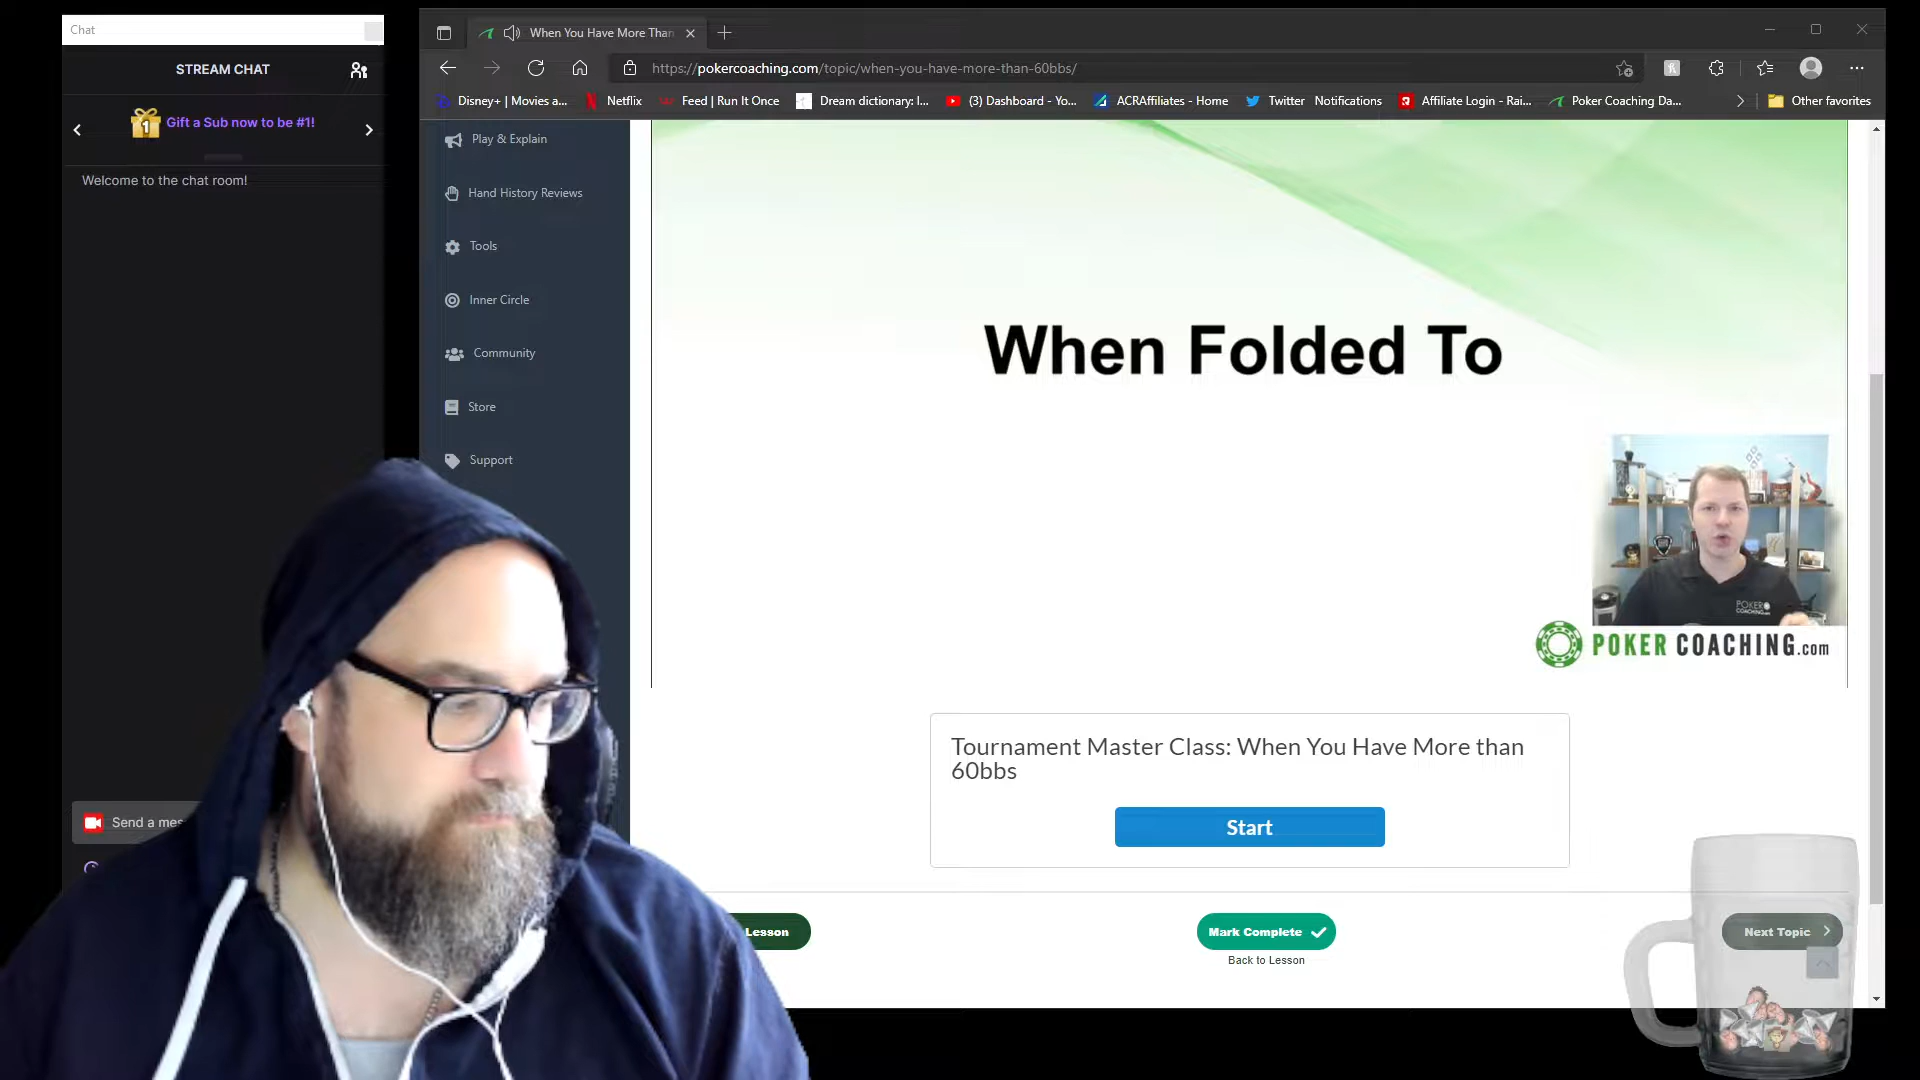 Chat
STREAM CHAT
1
Gift a Sub now to be #1!
Welcome to the chat room!
When You Have More Than
https://pokercoaching.com/topic/when-you-have-more-than-60bbs/
Disney+ | Movies a...
Netflix
Feed | Run It Once
Dream dictionary: I...
(3) Dashboard - Yo...
ACRAffiliates - Home
Twitter
Notifications
Affiliate Login - Rai...
Poker Coaching Da...
Other favorites
Play & Explain
Hand History Reviews
Tools
Inner Circle
Community
Store
Support
When Folded To
POKER COACHING.com
Tournament Master Class: When You Have More than
60bbs
Start
Send a mes
Lesson
Mark Complete
Back to Lesson
Next Topic